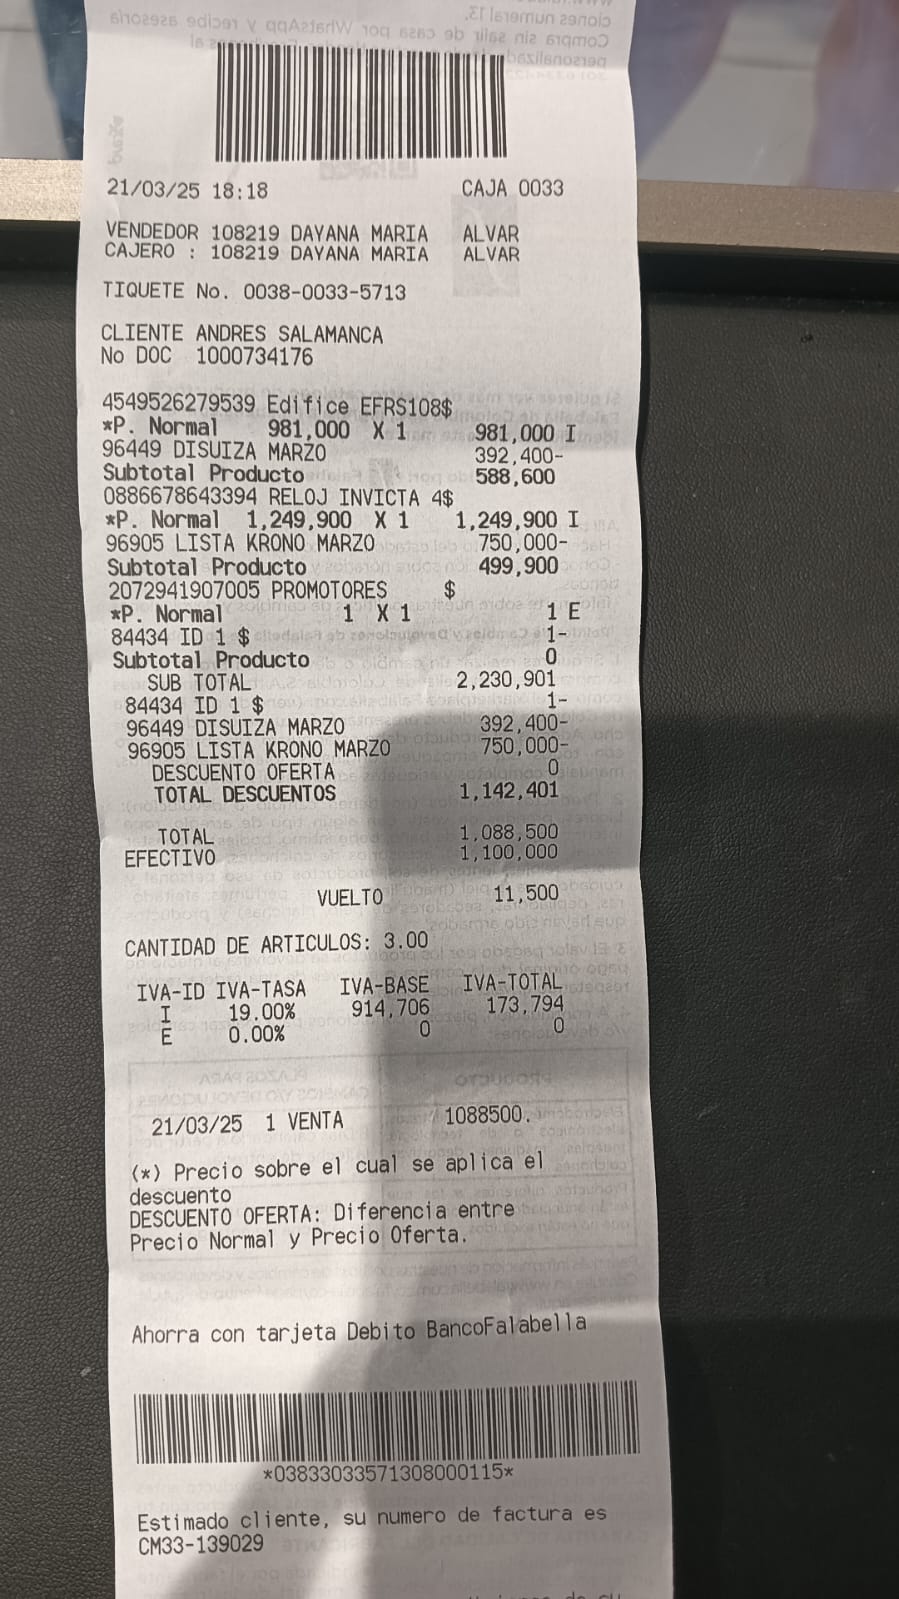 21/03/25 18:18 CAJA 0033
VENDEDOR 108219 DAYANA MARIA ALVAR
CAJERO : 108219 DAYANA MARIA ALVAR
TIQUETE No. 0038-0033-5713
CLIENTE ANDRES SALAMANCA
No DOC 1000734176
4549526279539 Edifice EFRS108$
*P. Normal 981,000 X 1 981,000 I
96449 DISUIZA MARZO 392,400-
Subtotal Producto 588,600
0886678643394 RELOJ INVICTA 4$
*P. Normal 1,249,900 X 1 1,249,900 I
96905 LISTA KRONO MARZO 750,000-
Subtotal Producto 499,900
2072941907005 PROMOTORES $
*P. Normal 1 X 1 1 E
84434 ID 1 $ 1-
Subtotal Producto 0
SUB TOTAL 2,230,901
84434 ID 1 $ 1-
96449 DISUIZA MARZO 392,400-
96905 LISTA KRONO MARZO 750,000-
DESCUENTO OFERTA 0
TOTAL DESCUENTOS 1,142,401
TOTAL 1,088,500
EFECTIVO 1,100,000
VUELTO 11,500
CANTIDAD DE ARTICULOS: 3.00
IVA-ID IVA-TASA IVA-BASE IVA-TOTAL
I 19.00% 914,706 173,794
E 0.00% 0 0
21/03/25 1 VENTA 1088500.
(*) Precio sobre el cual se aplica el
descuento
DESCUENTO OFERTA: Diferencia entre
Precio Normal y Precio Oferta.
Ahorra con tarjeta Debito BancoFalabella
*038330335713080001‌15*
Estimado cliente, su numero de factura es
CM33-139029